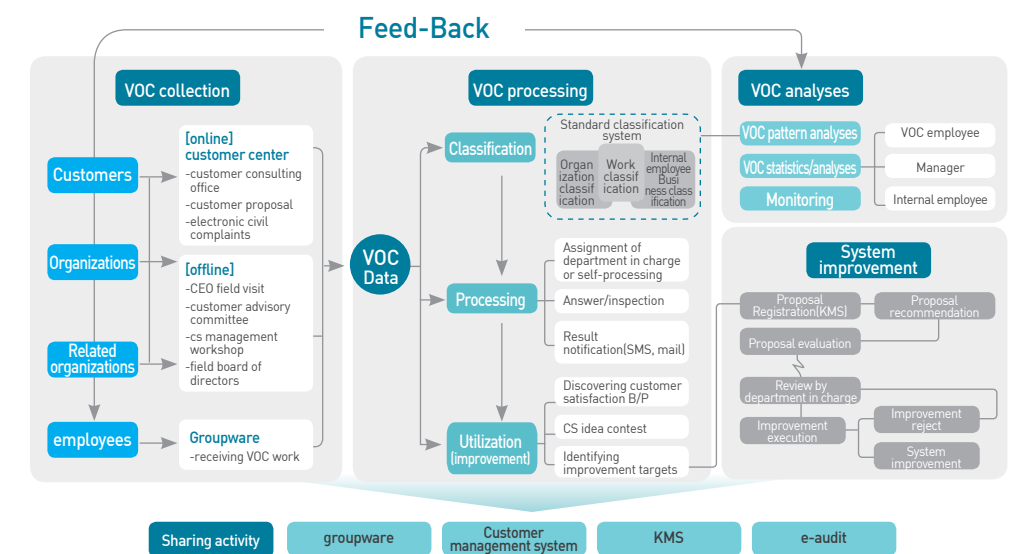 Feed-Back
VOC collection
Customers
Organizations
Related
organizations
employees
[online]
customer center
-customer consulting
office
-customer proposal
-electronic civil
complaints
[offline]
-CEO field visit
-customer advisory
committee
-cs management
workshop
-field board of
directors
Groupware
-receiving VOC work
VOC
Data
VOC processing
Classification
Standard classification
system
Organ
ization
classif
ication
Work
classif
ication
Internal
employee
Busi
ness class
ification
Processing
Assignment of
department in charge
or self-processing
Answer/inspection
Result
notification(SMS, mail)
Utilization
(improvement)
Discovering customer
satisfaction B/P
CS idea contest
Identifying
improvement targets
VOC analyses
VOC pattern analyses
VOC statistics/analyses
Monitoring
VOC employee
Manager
Internal employee
System
improvement
Proposal
Registration(KMS)
Proposal
recommendation
Proposal evaluation
Review by
department in charge
Improvement
execution
Improvement
reject
System
improvement
Sharing activity
groupware
Customer
management system
KMS
e-audit